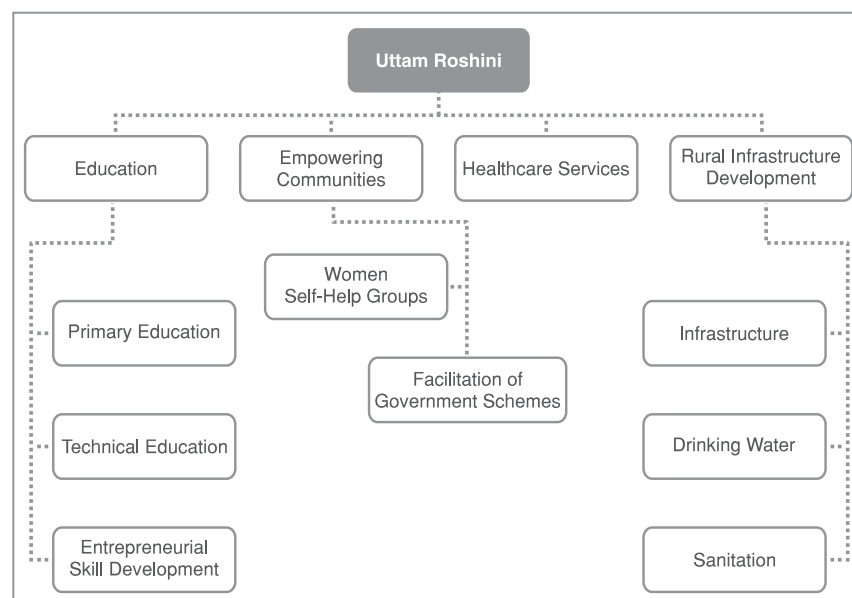 Uttam Roshini
Education
Empowering
Communities
Healthcare Services
Rural Infrastructure
Development
Women
Self-Help Groups
Facilitation of
Government Schemes
Primary Education
Technical Education
Entrepreneurial
Skill Development
Infrastructure
Drinking Water
Sanitation